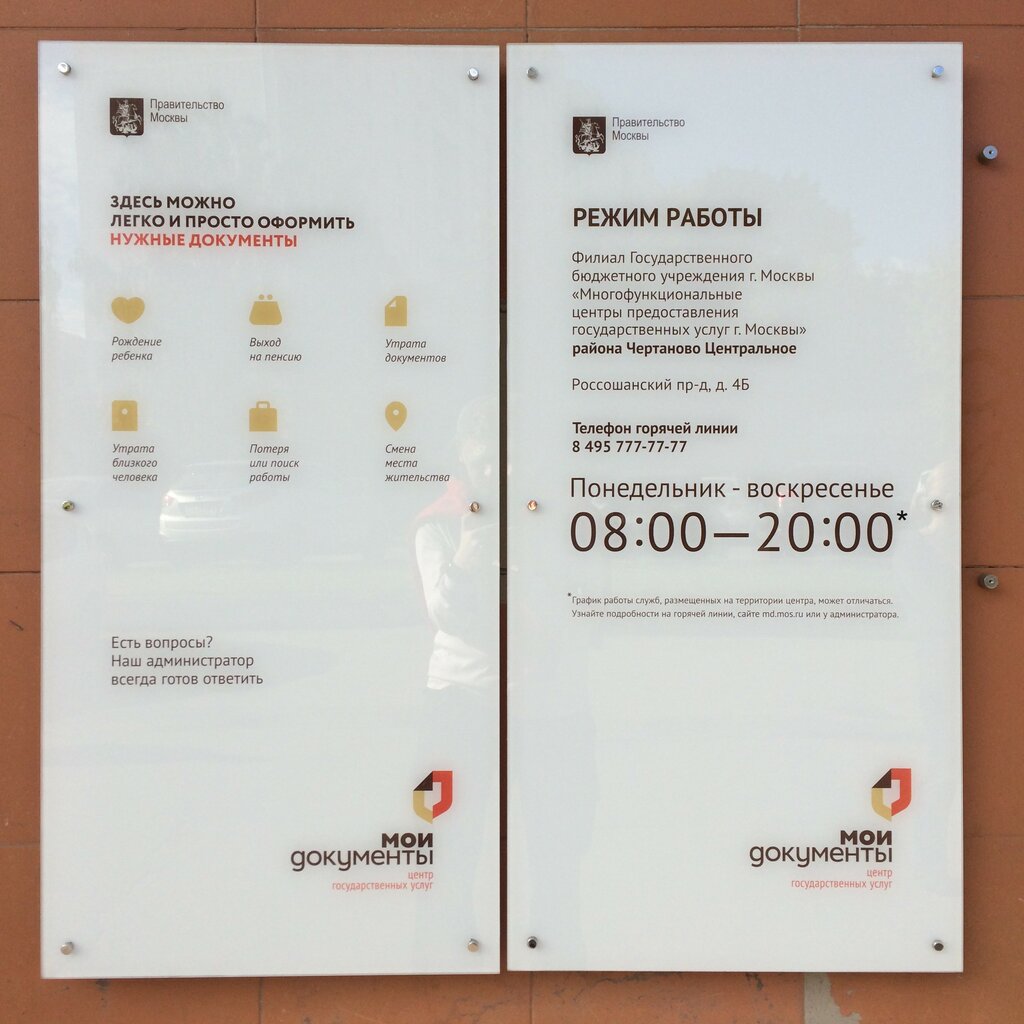 Правительство
Москвы
ЗДЕСЬ МОЖНО
ЛЕГКО И ПРОСТО ОФОРМИТЬ
НУЖНЫЕ ДОКУМЕНТЫ
Рождение
ребенка
Выход
на пенсию
Утрата
документов
Утрата
близкого
человека
Потеря
или поиск
работы
Смена
места
жительства
Есть вопросы?
Наш администратор
всегда готов ответить
мои
документы
центр
государственных услуг
Правительство
Москвы
РЕЖИМ РАБОТЫ
Филиал Государственного
бюджетного учреждения г. Москвы
«Многофункциональные
центры предоставления
государственных услуг г. Москвы»
района Чертаново Центральное
Россошанский пр-д, д. 4Б
Телефон горячей линии
8 495 777-77-77
Понедельник - воскресенье
08:00—20:00*
*График работы служб, размещенных на территории центра, может отличаться.
Узнайте подробности на горячей линии, сайте md.mos.ru или у администратора.
мои
документы
центр
государственных услуг